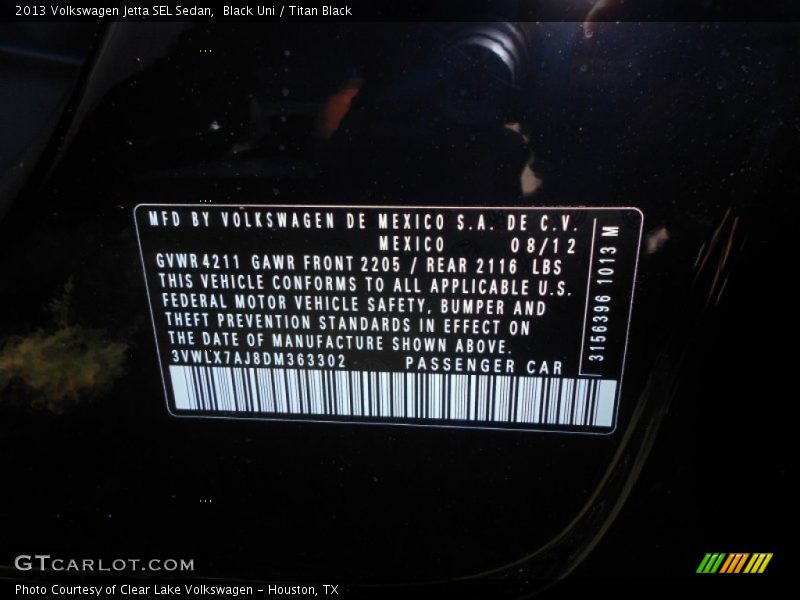 2013 Volkswagen Jetta SEL Sedan,  Black Uni / Titan Black
MFD BY VOLKSWAGEN DE MEXICO S.A. DE C.V.
MEXICO 08/12
GVWR 4211 GAWR FRONT 2205 / REAR 2116 LBS
THIS VEHICLE CONFORMS TO ALL APPLICABLE U.S.
FEDERAL MOTOR VEHICLE SAFETY, BUMPER AND
THEFT PREVENTION STANDARDS IN EFFECT ON
THE DATE OF MANUFACTURE SHOWN ABOVE.
3VWLX7AJ8DM363302 PASSENGER CAR
3156396 1013 M
GTCARLOT.COM
Photo Courtesy of Clear Lake Volkswagen - Houston, TX